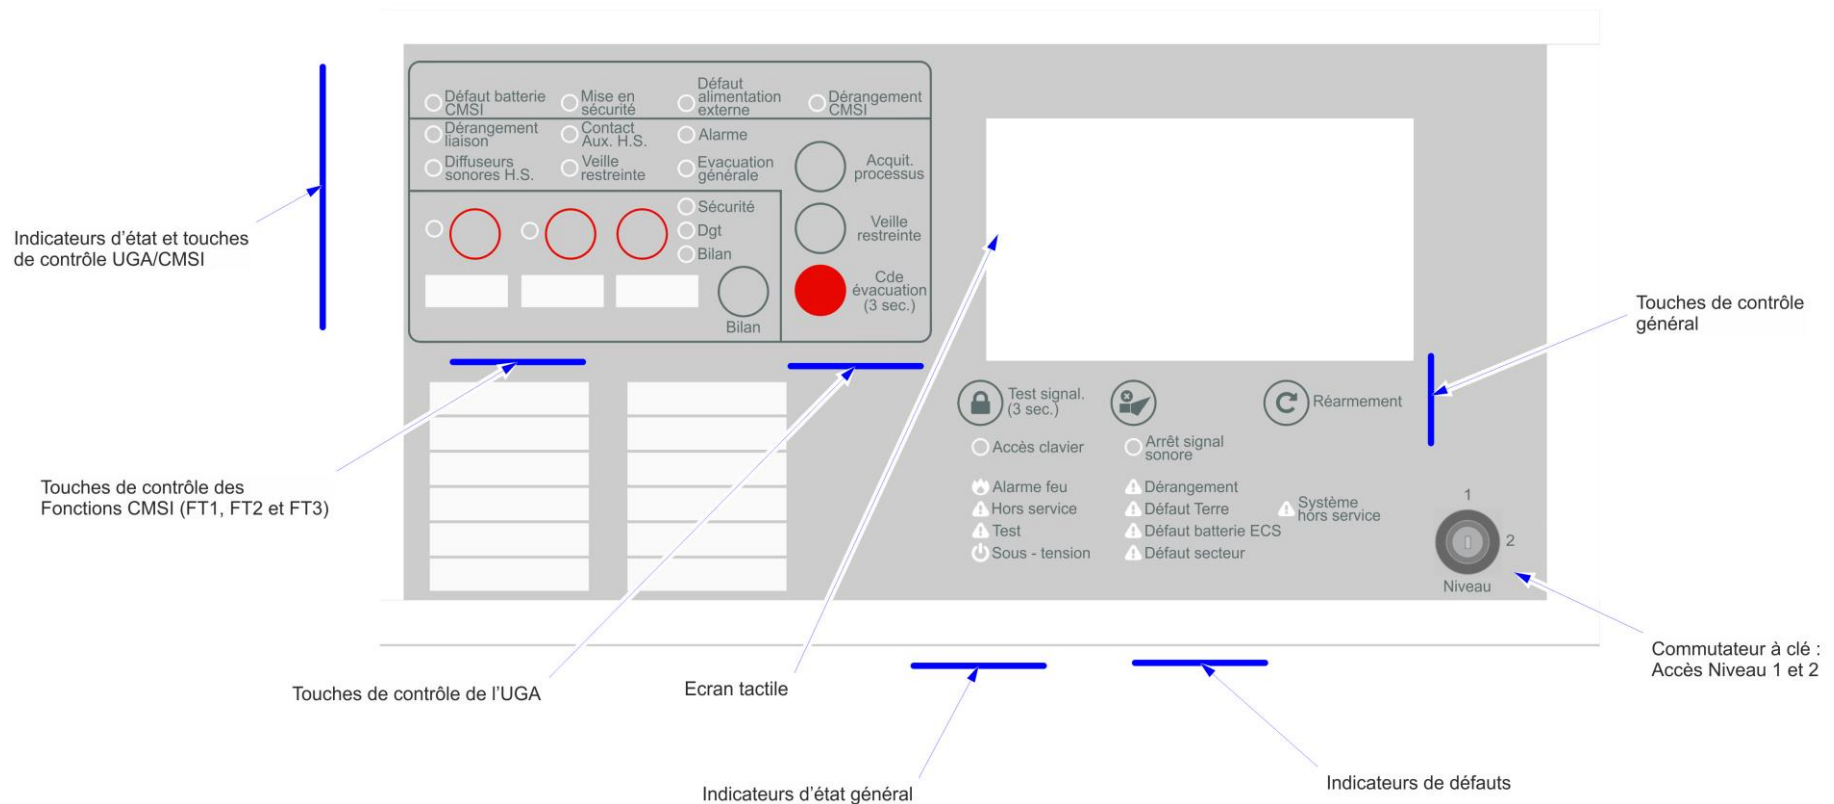 Défaut batterie
CMSI
Mise en
sécurité
Défaut
alimentation
externe
Dérangement
CMSI
Dérangement
liaison
Contact
Aux. H.S.
Alarme
Diffuseurs
sonores H.S.
Veille
restreinte
Evacuation
générale
Acquit.
processus
Sécurité
Dgt
Bilan
Veille
restreinte
Cde
évacuation
(3 sec.)
Bilan
Indicateurs d'état et touches
de contrôle UGA/CMSI
Touches de contrôle
général
Test signal.
(3 sec.)
Réarmement
Accès clavier
Arrêt signal
sonore
Alarme feu
Hors service
Test
Sous - tension
Dérangement
Défaut Terre
Défaut batterie ECS
Défaut secteur
Système
hors service
1
2
Niveau
Touches de contrôle des
Fonctions CMSI (FT1, FT2 et FT3)
Touches de contrôle de l'UGA
Ecran tactile
Commutateur à clé :
Accès Niveau 1 et 2
Indicateurs d'état général
Indicateurs de défauts